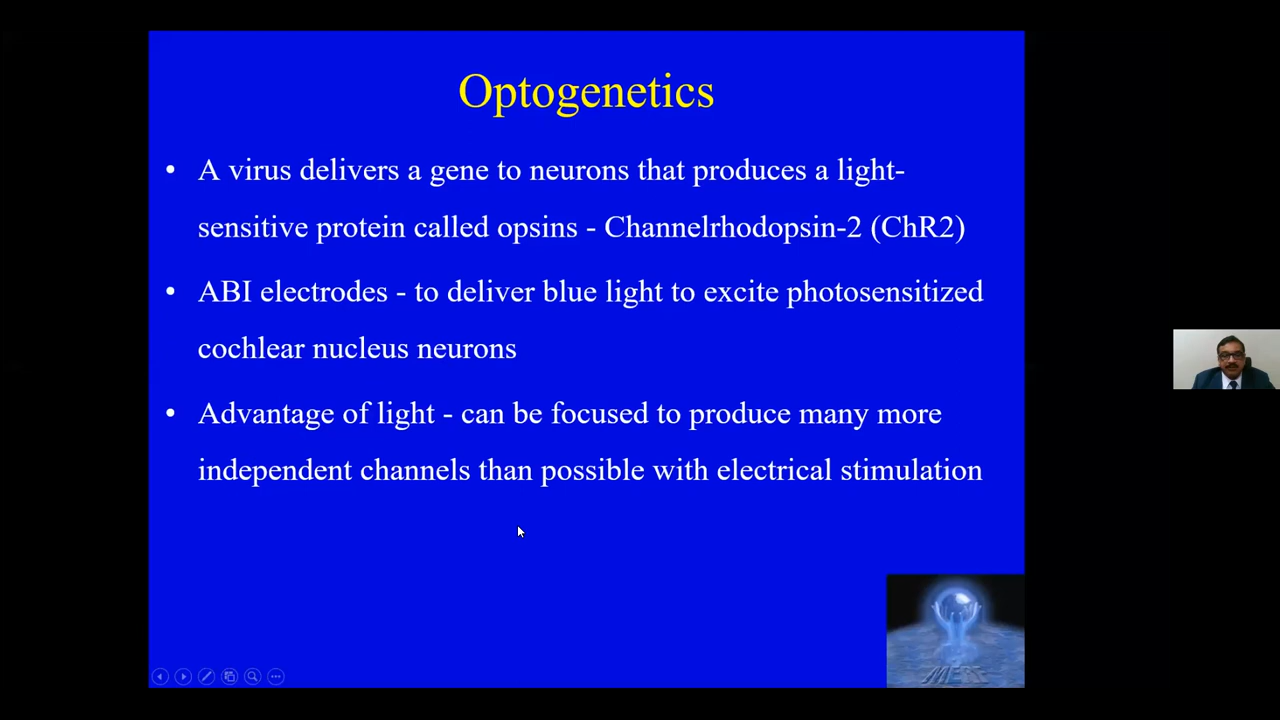 Optogenetics
• A virus delivers a gene to neurons that produces a light-
sensitive protein called opsins - Channelrhodopsin-2 (ChR2)
• ABI electrodes - to deliver blue light to excite photosensitized
cochlear nucleus neurons
• Advantage of light - can be focused to produce many more
independent channels than possible with electrical stimulation
MERF